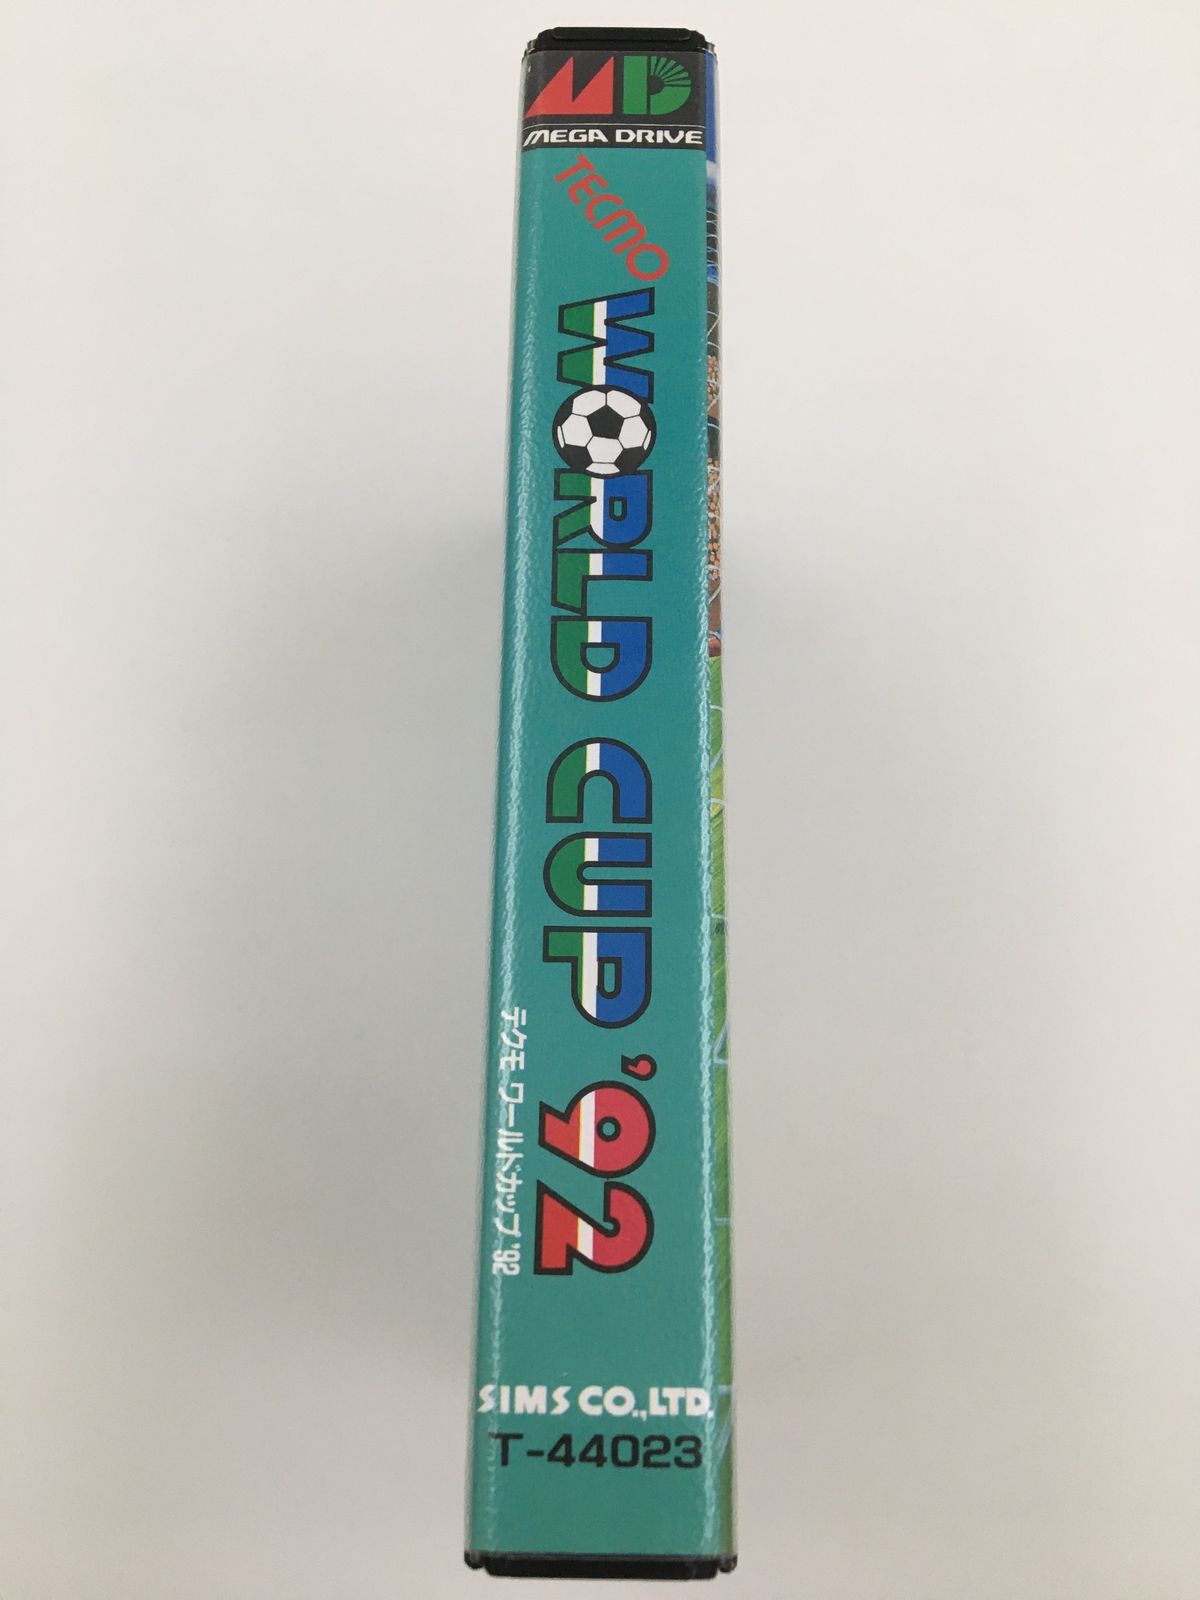 MD
MEGA DRIVE
TECMO
WORLD CUP '92
テクモ ワールドカップ '92
SIMS CO.,LTD.
T-44023